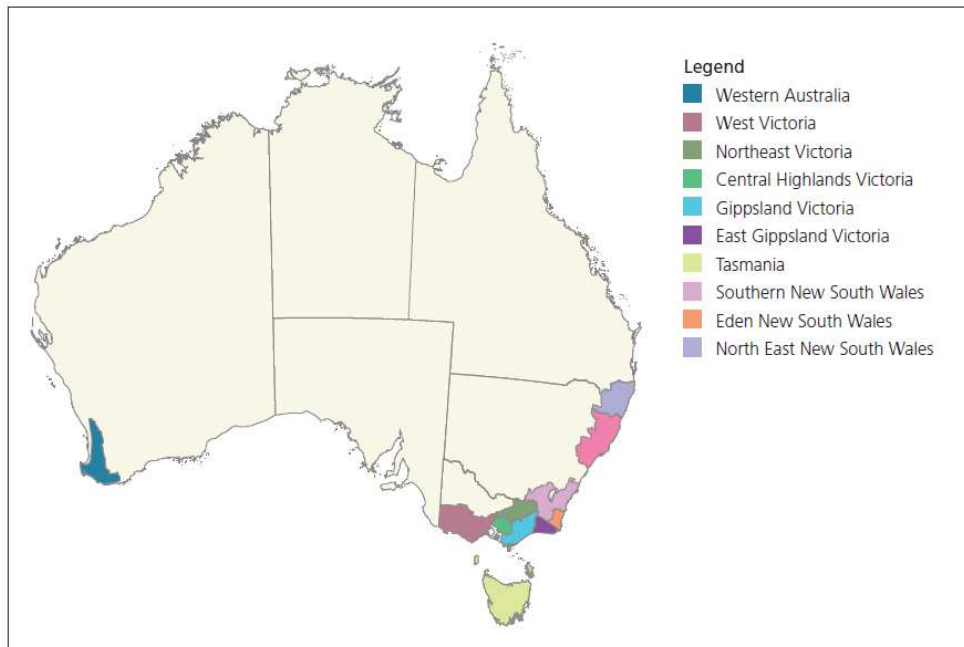 Legend
Western Australia
West Victoria
Northeast Victoria
Central Highlands Victoria
Gippsland Victoria
East Gippsland Victoria
Tasmania
Southern New South Wales
Eden New South Wales
North East New South Wales